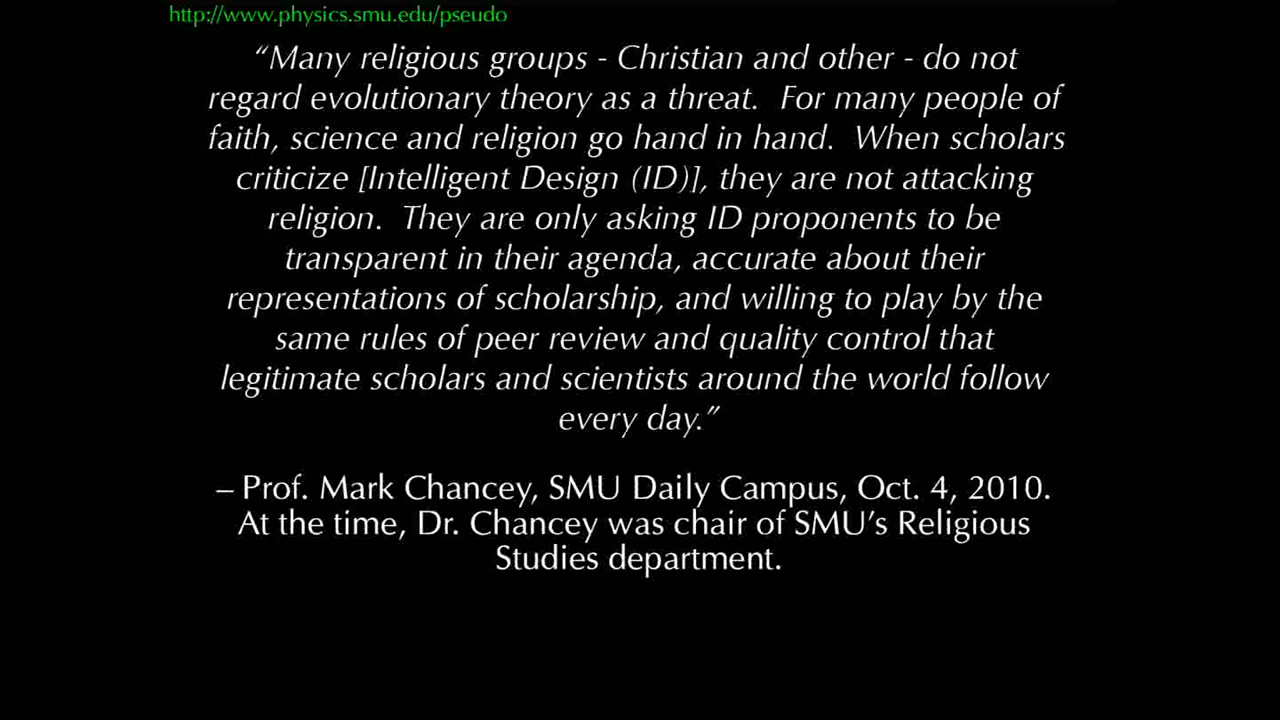 http://www.physics.smu.edu/pseudo
“Many religious groups - Christian and other - do not
regard evolutionary theory as a threat.  For many people of
faith, science and religion go hand in hand.  When scholars
criticize [Intelligent Design (ID)], they are not attacking
religion.  They are only asking ID proponents to be
transparent in their agenda, accurate about their
representations of scholarship, and willing to play by the
same rules of peer review and quality control that
legitimate scholars and scientists around the world follow
every day.”
– Prof. Mark Chancey, SMU Daily Campus, Oct. 4, 2010.
At the time, Dr. Chancey was chair of SMU’s Religious
Studies department.